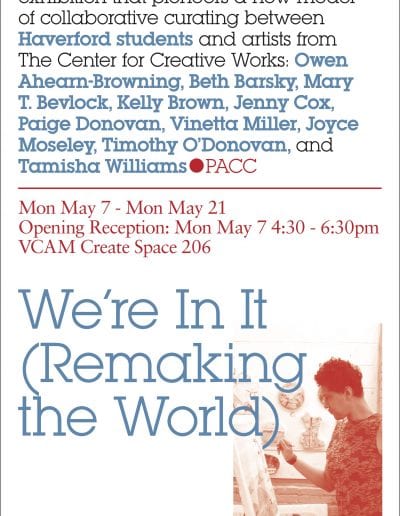 exhibition that pioneers a new model
of collaborative curating between
Haverford students and artists from
The Center for Creative Works: Owen
Ahearn-Browning, Beth Barsky, Mary
T. Bevlock, Kelly Brown, Jenny Cox,
Paige Donovan, Vinetta Miller, Joyce
Moseley, Timothy O’Donovan, and
Tamisha Williams●PACC
Mon May 7 - Mon May 21
Opening Reception: Mon May 7 4:30 - 6:30pm
VCAM Create Space 206
We’re In It
(Remaking
the World)